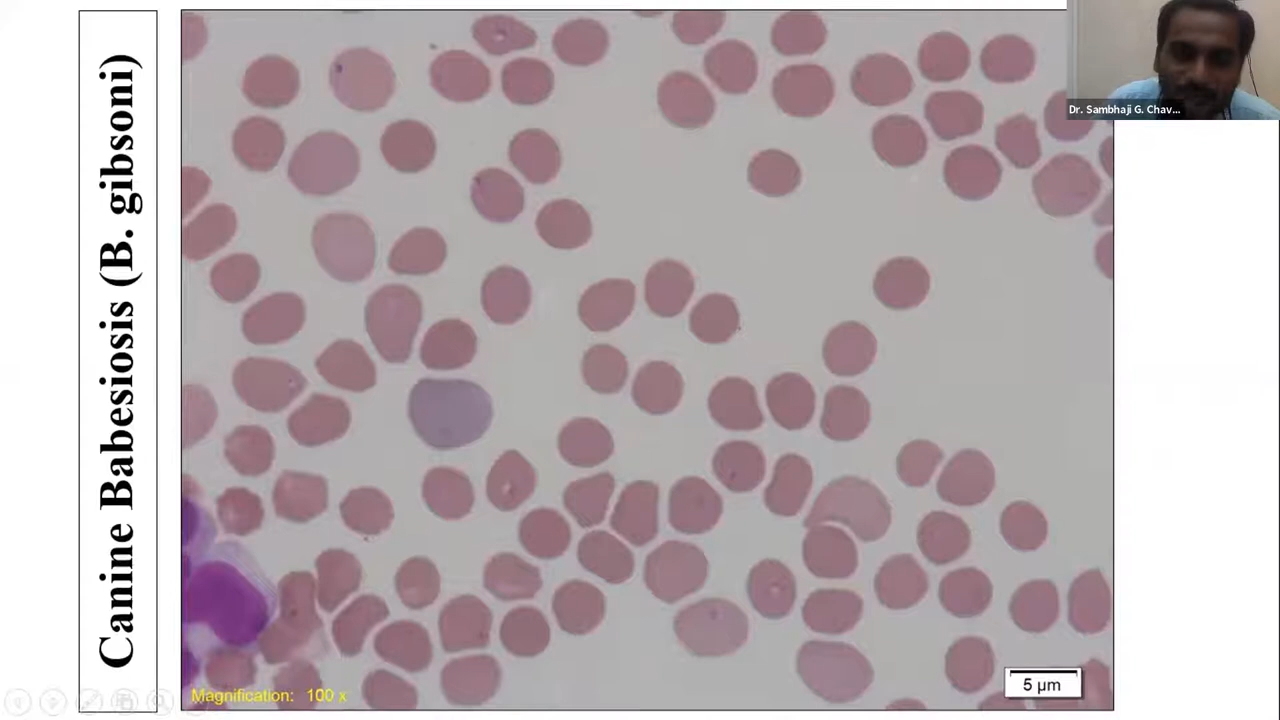 Canine Babesiosis (B. gibsoni)
Dr. Sambhaji G. Chav...
Magnification: 100 x
5 µm